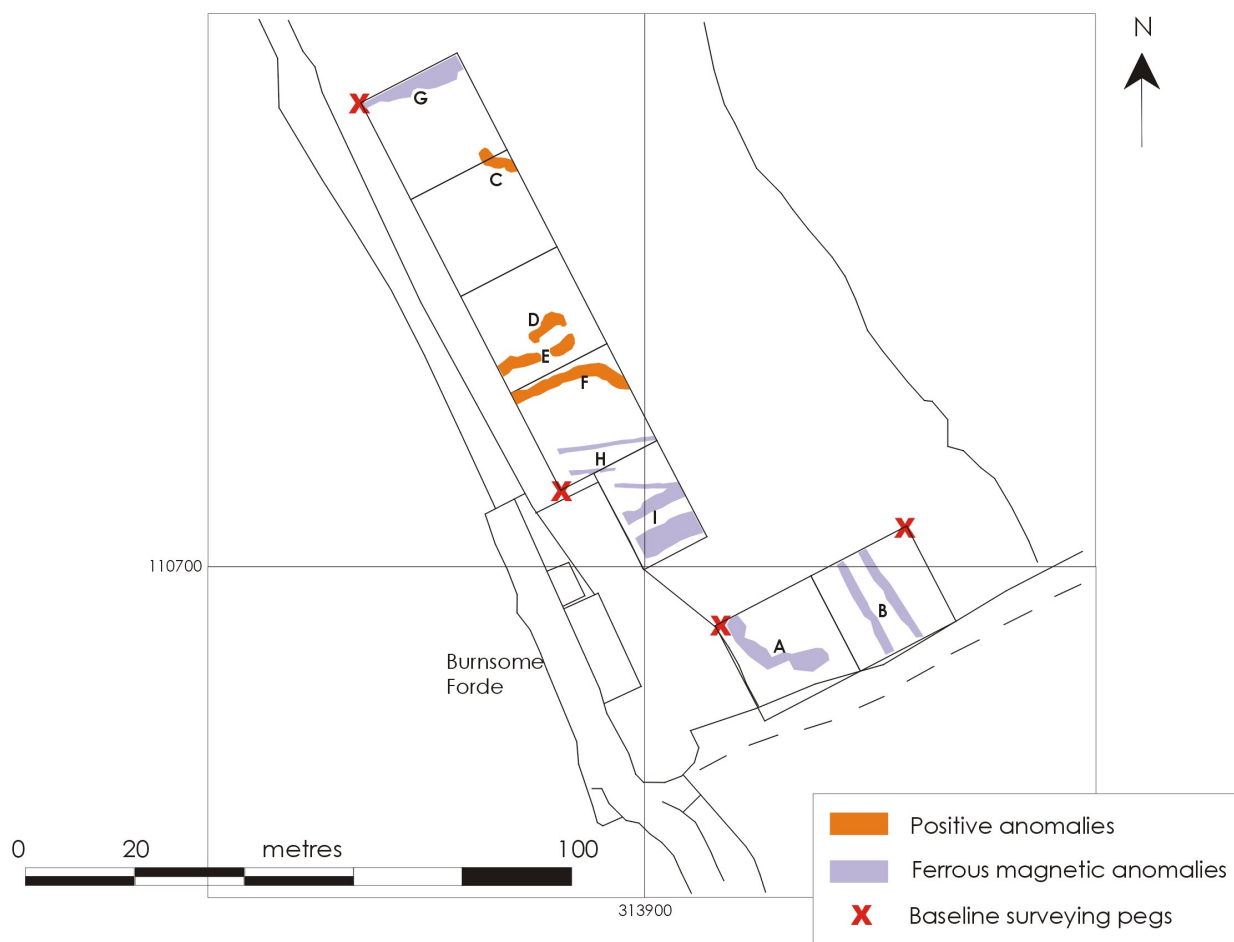 N
G
C
D
E
F
H
I
110700
B
A
Burnsome
Forde
0 20 metres 100
313900
Positive anomalies
Ferrous magnetic anomalies
X Baseline surveying pegs